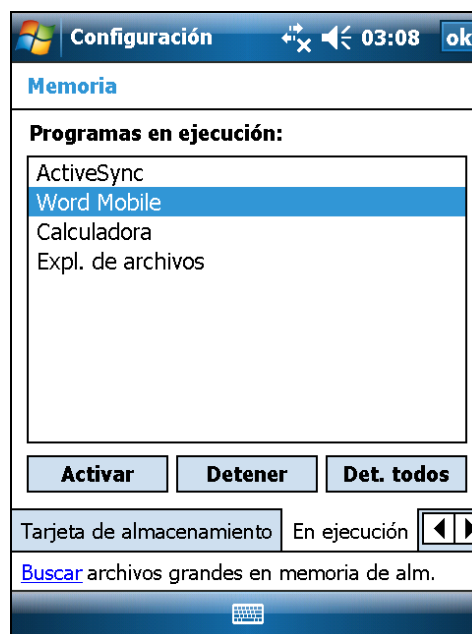 Configuración 03:08 ok
Memoria
Programas en ejecución:
ActiveSync
Word Mobile
Calculadora
Expl. de archivos
Activar Detener Det. todos
Tarjeta de almacenamiento En ejecución
Buscar archivos grandes en memoria de alm.